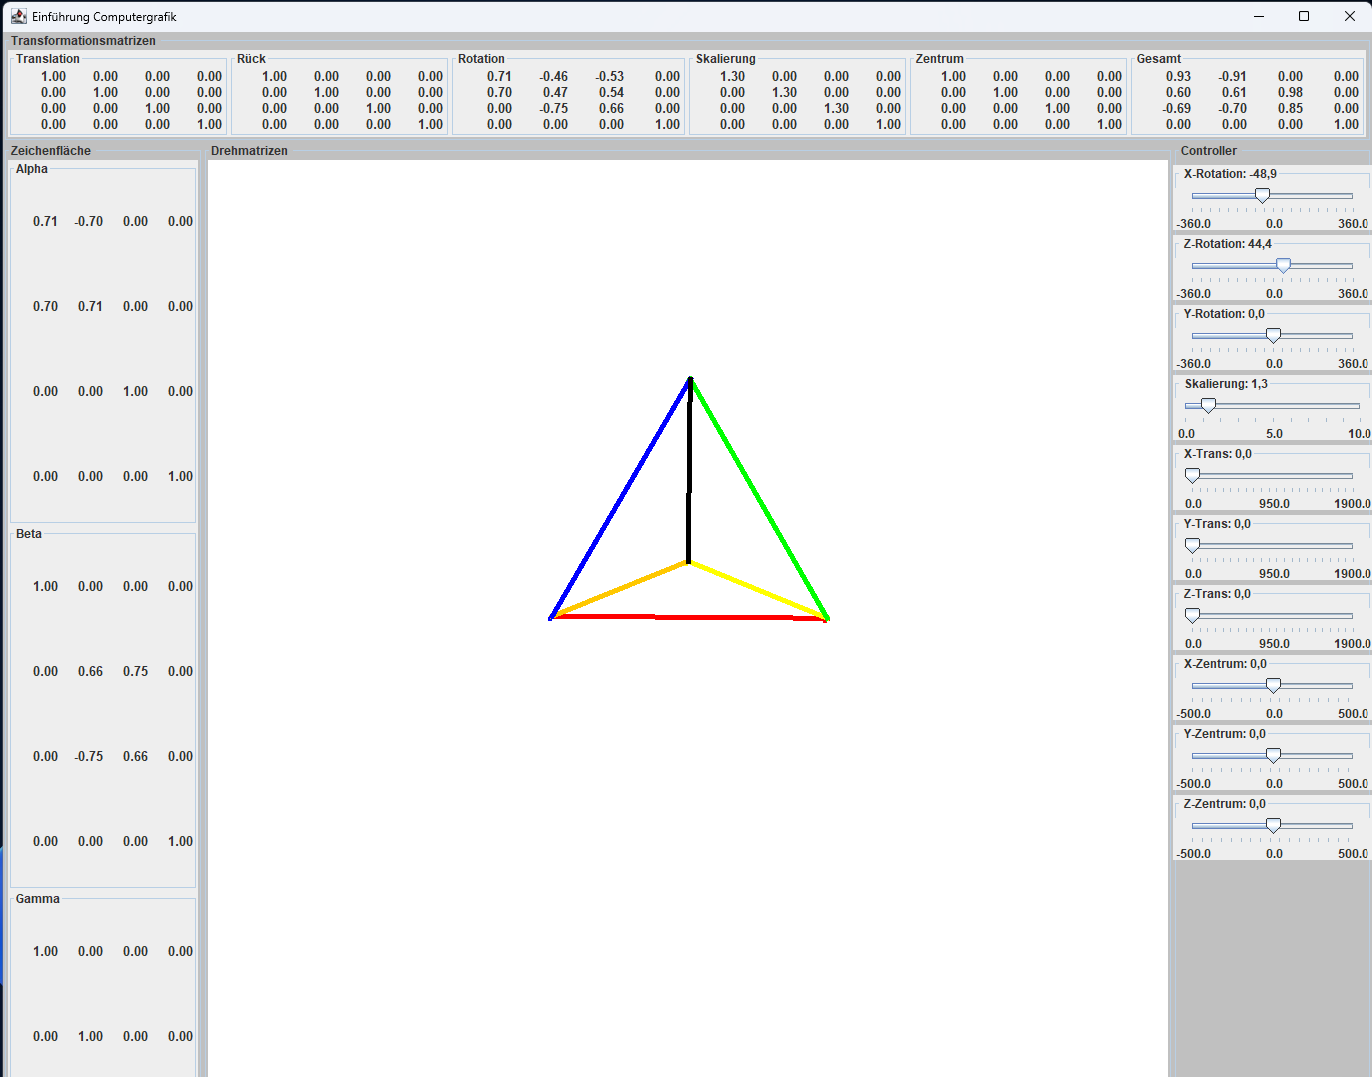 Einführung Computergrafik
Transformationsmatrizen
Translation Rück Rotation Skalierung Zentrum Gesamt
1.00 0.00 0.00 0.00 1.00 0.00 0.00 0.00 0.71 -0.46 -0.53 0.00 1.30 0.00 0.00 0.00 1.00 0.00 0.00 0.00 0.93 -0.91 0.00 0.00
0.00 1.00 0.00 0.00 0.00 1.00 0.00 0.00 0.70 0.47 0.54 0.00 0.00 1.30 0.00 0.00 0.00 1.00 0.00 0.00 0.60 0.61 0.98 0.00
0.00 0.00 1.00 0.00 0.00 0.00 1.00 0.00 0.00 -0.75 0.66 0.00 0.00 0.00 1.30 0.00 0.00 0.00 1.00 0.00 -0.69 -0.70 0.85 0.00
0.00 0.00 0.00 1.00 0.00 0.00 0.00 1.00 0.00 0.00 0.00 1.00 0.00 0.00 0.00 1.00 0.00 0.00 0.00 1.00 0.00 0.00 0.00 1.00
Zeichenfläche
Alpha
0.71 -0.70 0.00 0.00
0.70 0.71 0.00 0.00
0.00 0.00 1.00 0.00
0.00 0.00 0.00 1.00
Beta
1.00 0.00 0.00 0.00
0.00 0.66 0.75 0.00
0.00 -0.75 0.66 0.00
0.00 0.00 0.00 1.00
Gamma
1.00 0.00 0.00 0.00
0.00 1.00 0.00 0.00
Drehmatrizen
Controller
X-Rotation: -48,9
-360.0 0.0 360.0
Z-Rotation: 44,4
-360.0 0.0 360.0
Y-Rotation: 0,0
-360.0 0.0 360.0
Skalierung: 1,3
0.0 5.0 10.0
X-Trans: 0,0
0.0 950.0 1900.0
Y-Trans: 0,0
0.0 950.0 1900.0
Z-Trans: 0,0
0.0 950.0 1900.0
X-Zentrum: 0,0
-500.0 0.0 500.0
Y-Zentrum: 0,0
-500.0 0.0 500.0
Z-Zentrum: 0,0
-500.0 0.0 500.0